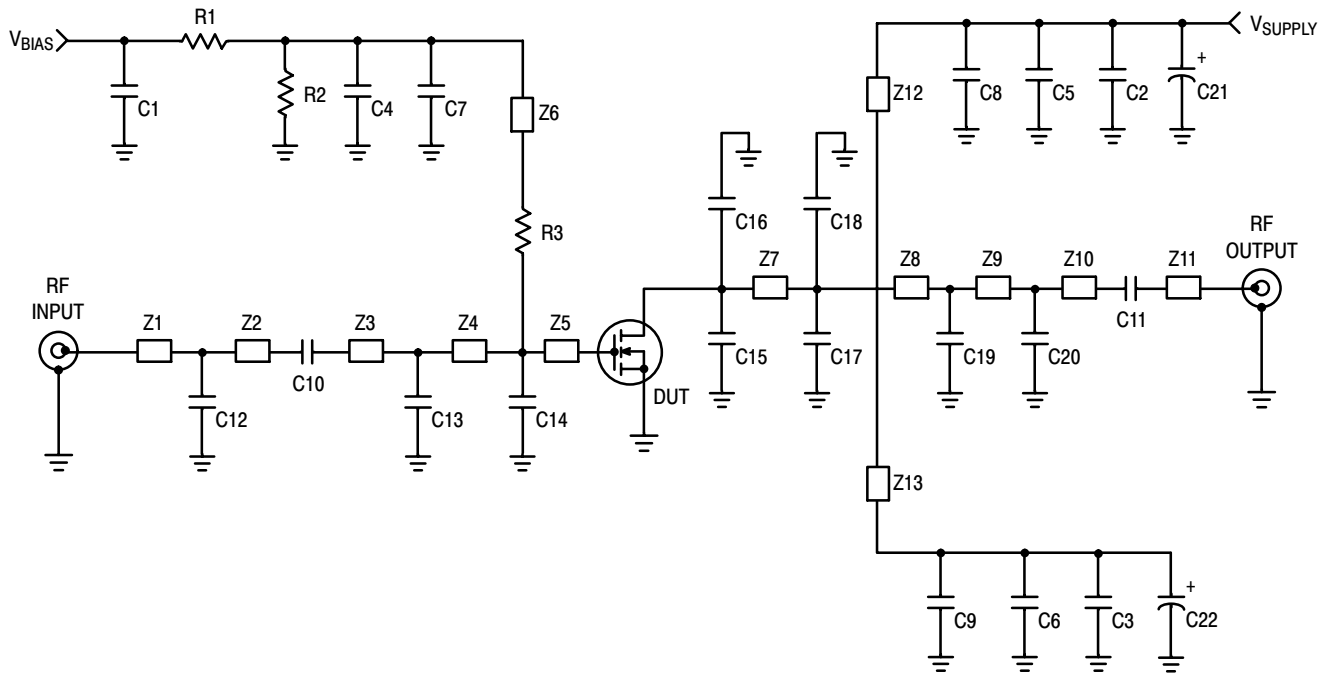 R1
V_BIAS
V_SUPPLY
C1
R2
C4
C7
Z6
Z12
C8
C5
C2
+
C21
R3
C16
C18
RF
INPUT
Z1
Z2
Z3
Z4
Z5
Z7
Z8
Z9
Z10
Z11
RF
OUTPUT
C10
C11
C12
C13
C14
DUT
C15
C17
C19
C20
Z13
C9
C6
C3
+
C22